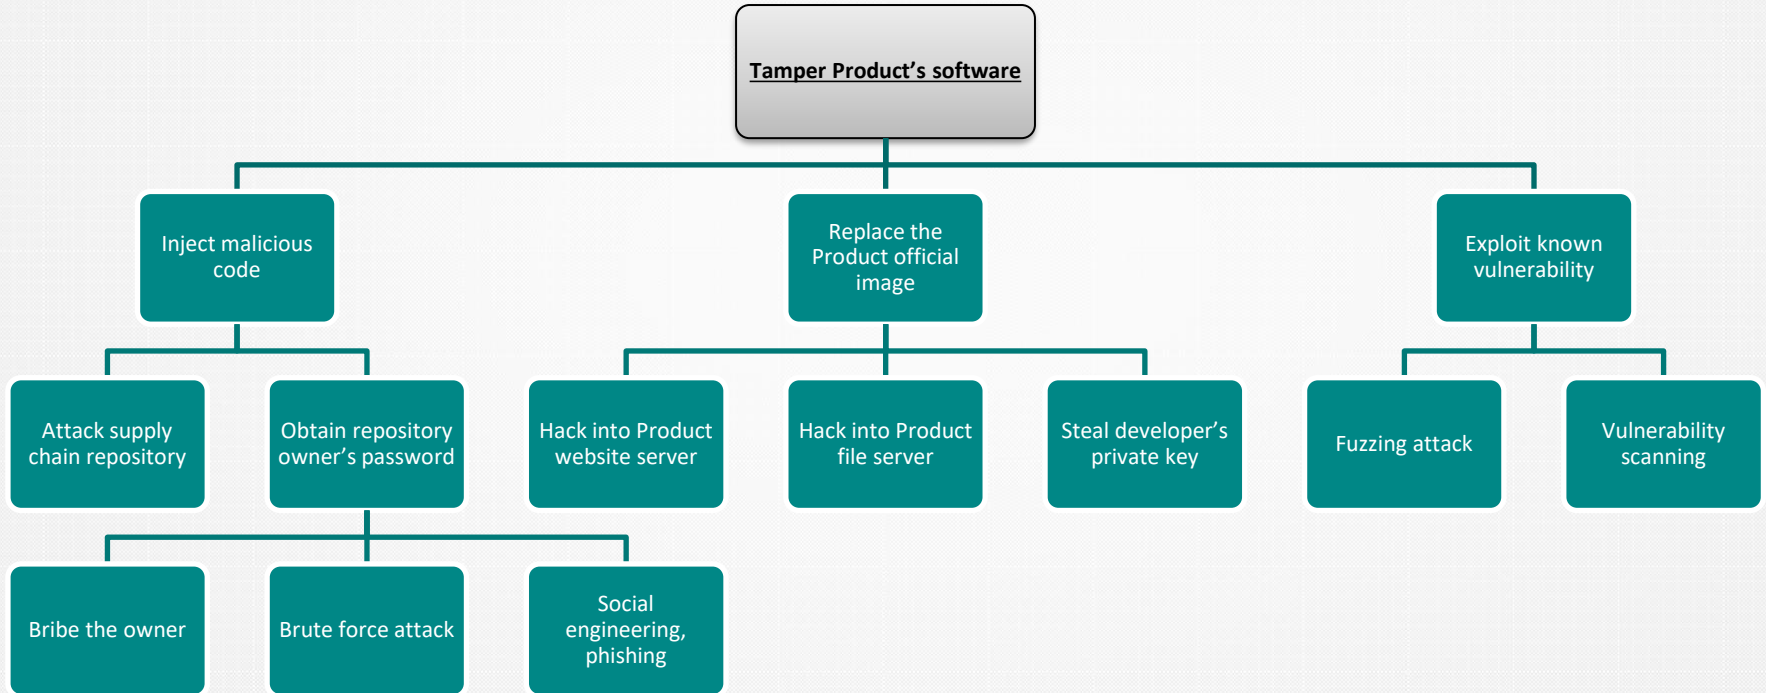 Tamper Product’s software
Inject malicious
code
Replace the
Product official
image
Exploit known
vulnerability
Attack supply
chain repository
Obtain repository
owner’s password
Hack into Product
website server
Hack into Product
file server
Steal developer’s
private key
Fuzzing attack
Vulnerability
scanning
Bribe the owner
Brute force attack
Social
engineering,
phishing